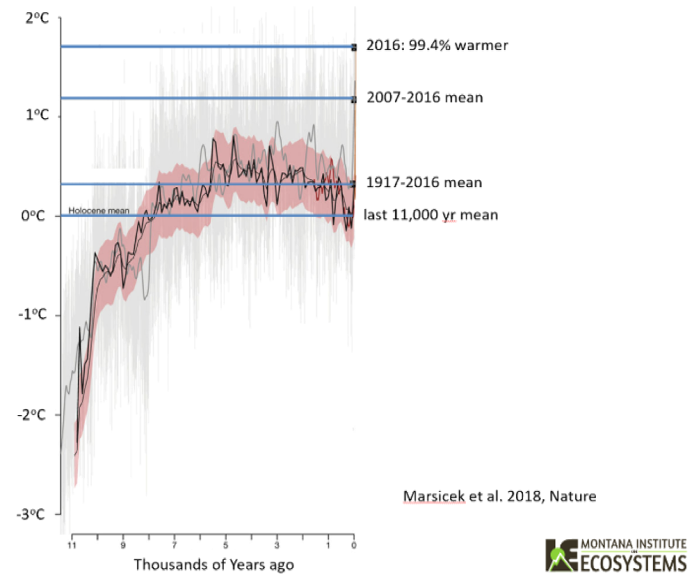 2°C
2016: 99.4% warmer
2007-2016 mean
1°C
1917-2016 mean
Holocene mean
0°C
last 11,000 yr mean
-1°C
-2°C
Marsicek et al. 2018, Nature
-3°C
11 9 7 5 3 1 0
Thousands of Years ago
MONTANA INSTITUTE
ON
ECOSYSTEMS